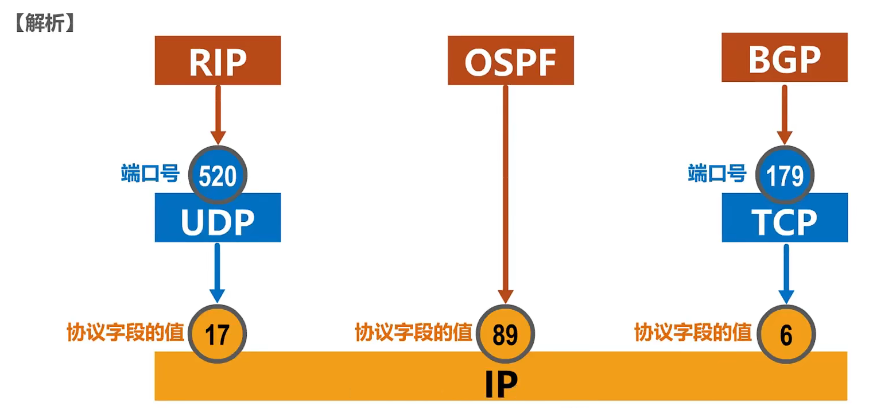 【解析】
RIP OSPF BGP
端口号 520 端口号 179
UDP TCP
协议字段的值 17 协议字段的值 89 协议字段的值 6
IP